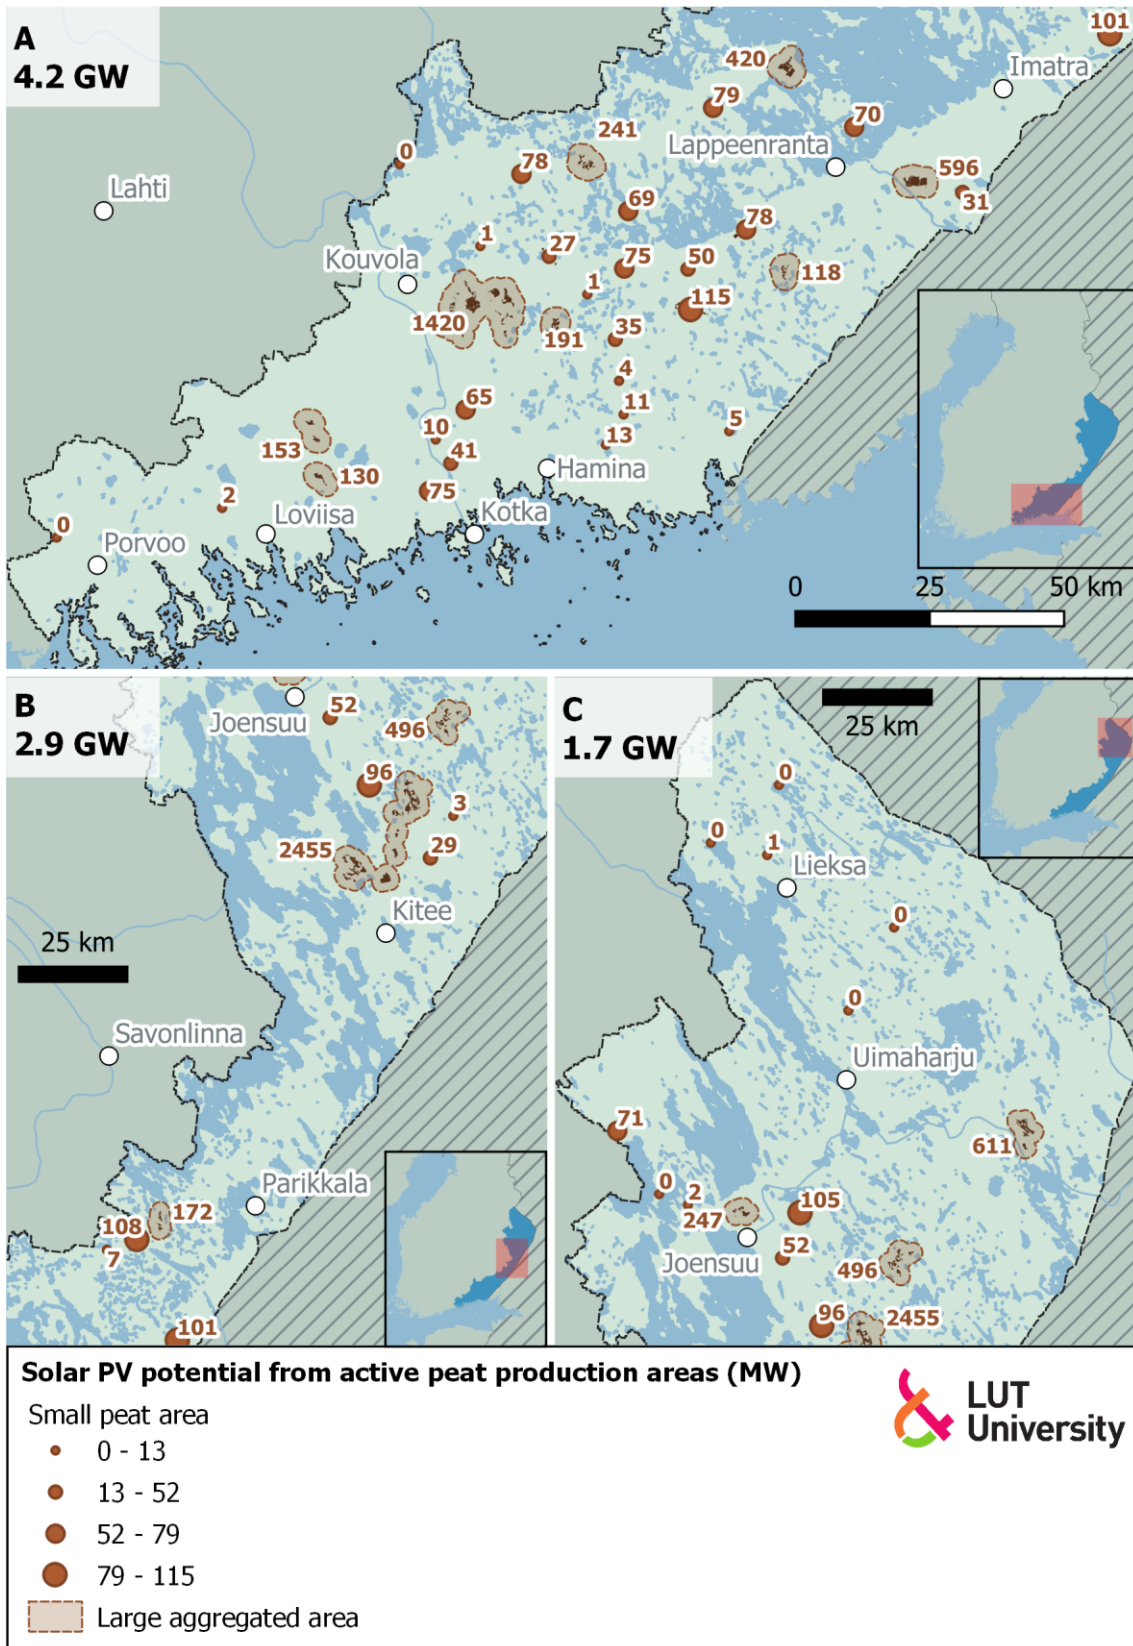 A
4.2 GW
101
420
Imatra
79
70
241
Lappeenranta
0
78
596
Lahti
69
31
78
1
27
Kouvola
75
50
118
1
115
1420
191
35
4
65
11
5
10
13
153
41
Hamina
130
75
2
Loviisa
Kotka
0
Porvoo
0 25 50 km
B
2.9 GW
Joensuu
52
496
96
3
2455
29
Kitee
25 km
Savonlinna
Parikkala
172
108
7
101
C
1.7 GW
25 km
0
0
1
Lieksa
0
0
Uimaharju
71
611
0
2
105
247
Joensuu
52
496
96
2455
Solar PV potential from active peat production areas (MW)
Small peat area
0 - 13
13 - 52
52 - 79
79 - 115
Large aggregated area
LUT
University